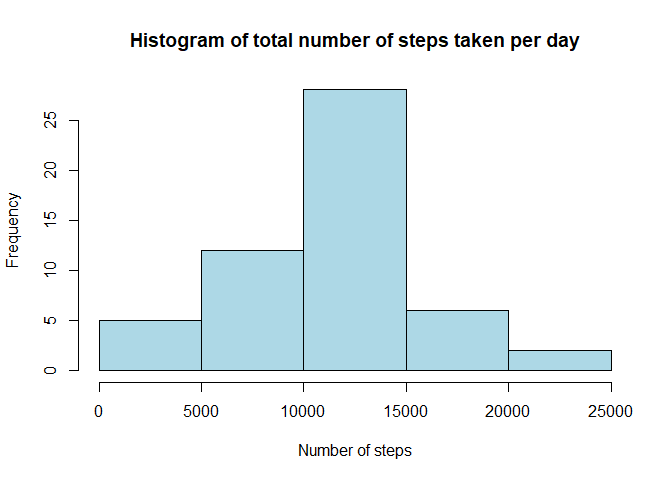 Histogram of total number of steps taken per day
Frequency
25
20
15
10
5
0
0 5000 10000 15000 20000 25000
Number of steps